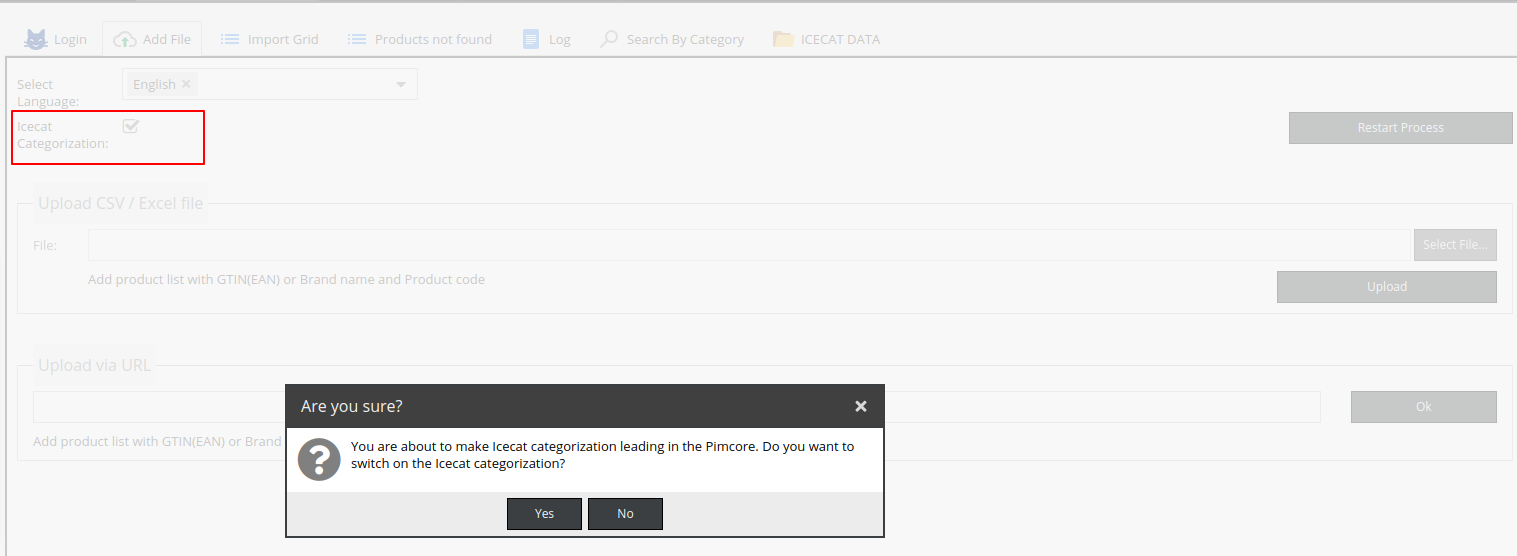 Login
Add File
Import Grid
Products not found
Log
Search By Category
ICECAT DATA
Select
Language:
English
Icecat
Categorization:
Restart Process
Upload CSV / Excel file
File:
Select File...
Add product list with GTIN(EAN) or Brand name and Product code
Upload
Upload via URL
Ok
Add product list with GTIN(EAN) or Brand
Are you sure?
You are about to make Icecat categorization leading in the Pimcore. Do you want to
switch on the Icecat categorization?
Yes
No